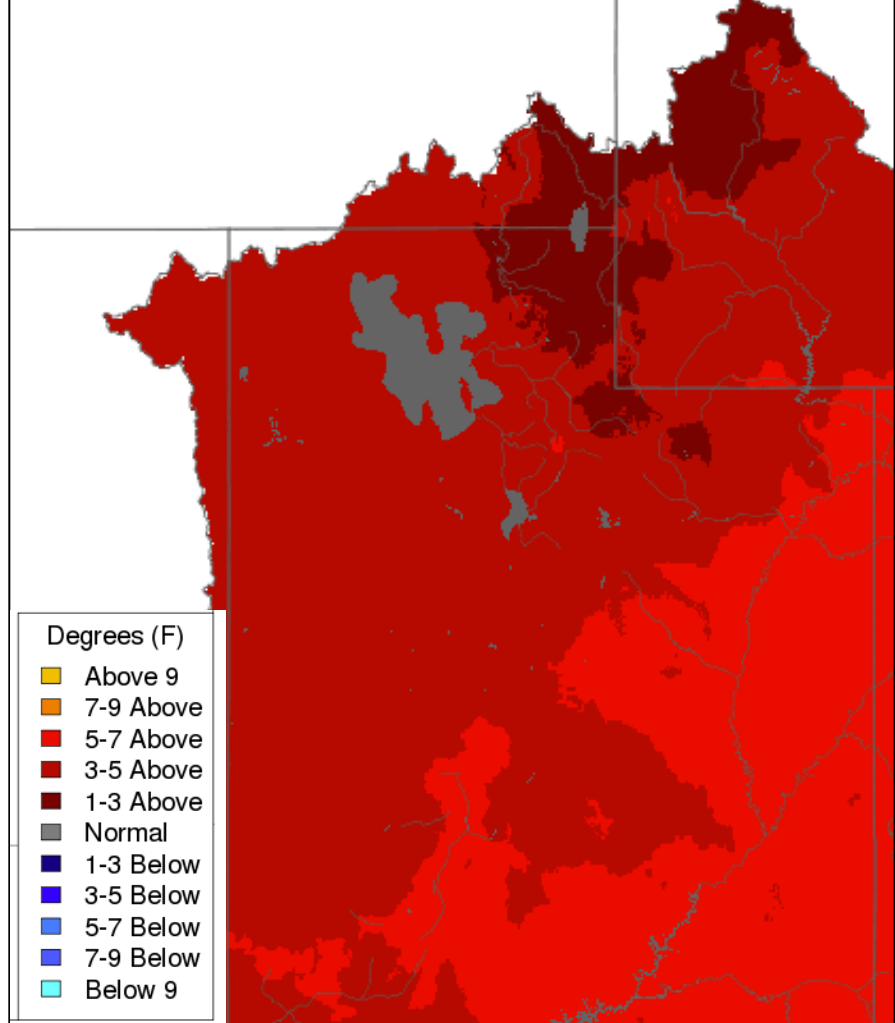 Degrees (F)
Above 9
7-9 Above
5-7 Above
3-5 Above
1-3 Above
Normal
1-3 Below
3-5 Below
5-7 Below
7-9 Below
Below 9